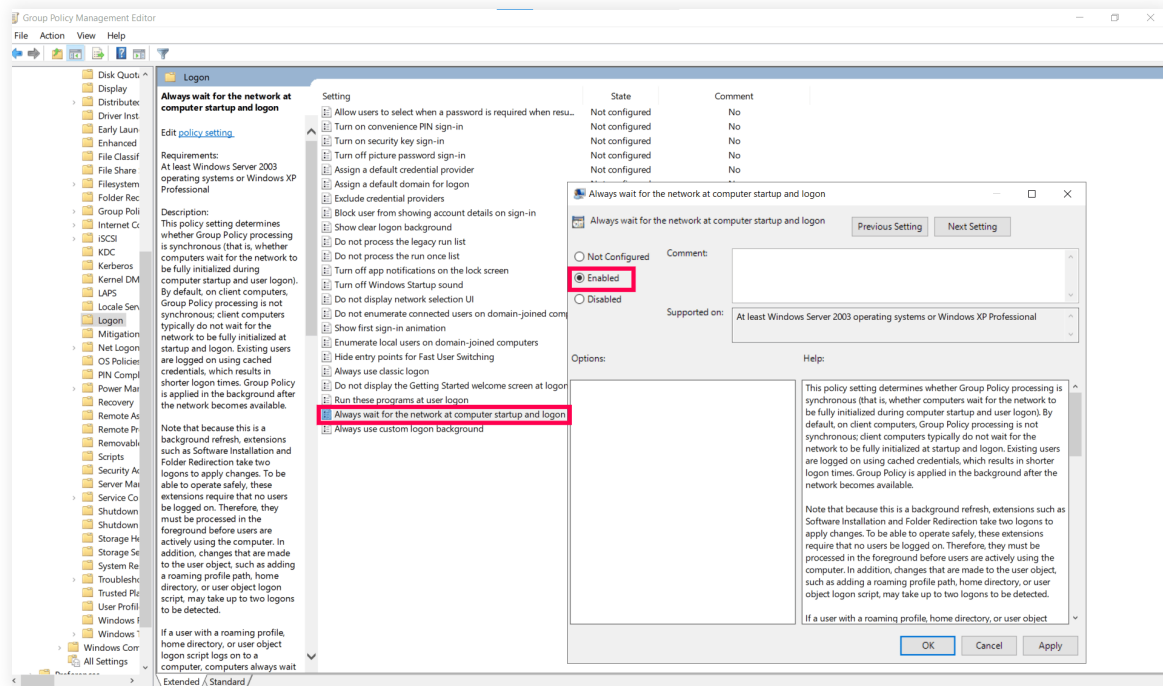 Group Policy Management Editor
File Action View Help
Disk Quota
Display
Distributed
Driver Inst
Early Laun
Enhanced
File Classif
File Share
Filesystem
Folder Red
Group Poli
Internet Co
iSCSI
KDC
Kerberos
Kernel DM
LAPS
Locale Serv
Logon
Mitigation
Net Logon
OS Policies
PIN Compl
Power Man
Recovery
Remote As
Remote Pr
Removable
Scripts
Security Ac
Server Man
Service Co
Shutdown
Shutdown
Storage He
Storage Se
System Re
Troublesho
Trusted Pla
User Profil
Windows
Windows
Windows Com
All Settings
Logon
Always wait for the network at
computer startup and logon
Edit policy setting
Requirements:
At least Windows Server 2003
operating systems or Windows XP
Professional
Description:
This policy setting determines
whether Group Policy processing
is synchronous (that is, whether
computers wait for the network to
be fully initialized during
computer startup and user logon).
By default, on client computers,
Group Policy processing is not
synchronous; client computers
typically do not wait for the
network to be fully initialized at
startup and logon. Existing users
are logged on using cached
credentials, which results in
shorter logon times. Group Policy
is applied in the background after
the network becomes available.
Note that because this is a
background refresh, extensions
such as Software Installation and
Folder Redirection take two
logons to apply changes. To be
able to operate safely, these
extensions require that no users
be logged on. Therefore, they
must be processed in the
foreground before users are
actively using the computer. In
addition, changes that are made
to the user object, such as adding
a roaming profile path, home
directory, or user object logon
script, may take up to two logons
to be detected.
If a user with a roaming profile,
home directory, or user object
logon script logs on to a
computer, computers always wait
Extended Standard
Setting State Comment
Allow users to select when a password is required when resu... Not configured No
Turn on convenience PIN sign-in Not configured No
Turn on security key sign-in Not configured No
Turn off picture password sign-in Not configured No
Assign a default credential provider Not configured No
Assign a default domain for logon
Exclude credential providers
Block user from showing account details on sign-in
Show clear logon background
Do not process the legacy run list
Do not process the run once list
Turn off app notifications on the lock screen
Turn off Windows Startup sound
Do not display network selection UI
Do not enumerate connected users on domain-joined comp
Show first sign-in animation
Enumerate local users on domain-joined computers
Hide entry points for Fast User Switching
Always use classic logon
Do not display the Getting Started welcome screen at logon
Run these programs at user logon
Always wait for the network at computer startup and logon
Always use custom logon background
Always wait for the network at computer startup and logon
Always wait for the network at computer startup and logon
Previous Setting Next Setting
Not Configured Comment:
Enabled
Disabled
Supported on: At least Windows Server 2003 operating systems or Windows XP Professional
Options: Help:
This policy setting determines whether Group Policy processing is
synchronous (that is, whether computers wait for the network to
be fully initialized during computer startup and user logon). By
default, on client computers, Group Policy processing is not
synchronous; client computers typically do not wait for the
network to be fully initialized at startup and logon. Existing users
are logged on using cached credentials, which results in shorter
logon times. Group Policy is applied in the background after the
network becomes available.
Note that because this is a background refresh, extensions such as
Software Installation and Folder Redirection take two logons to
apply changes. To be able to operate safely, these extensions
require that no users be logged on. Therefore, they must be
processed in the foreground before users are actively using the
computer. In addition, changes that are made to the user object,
such as adding a roaming profile path, home directory, or user
object logon script, may take up to two logons to be detected.
If a user with a roaming profile, home directory, or user object
OK Cancel Apply